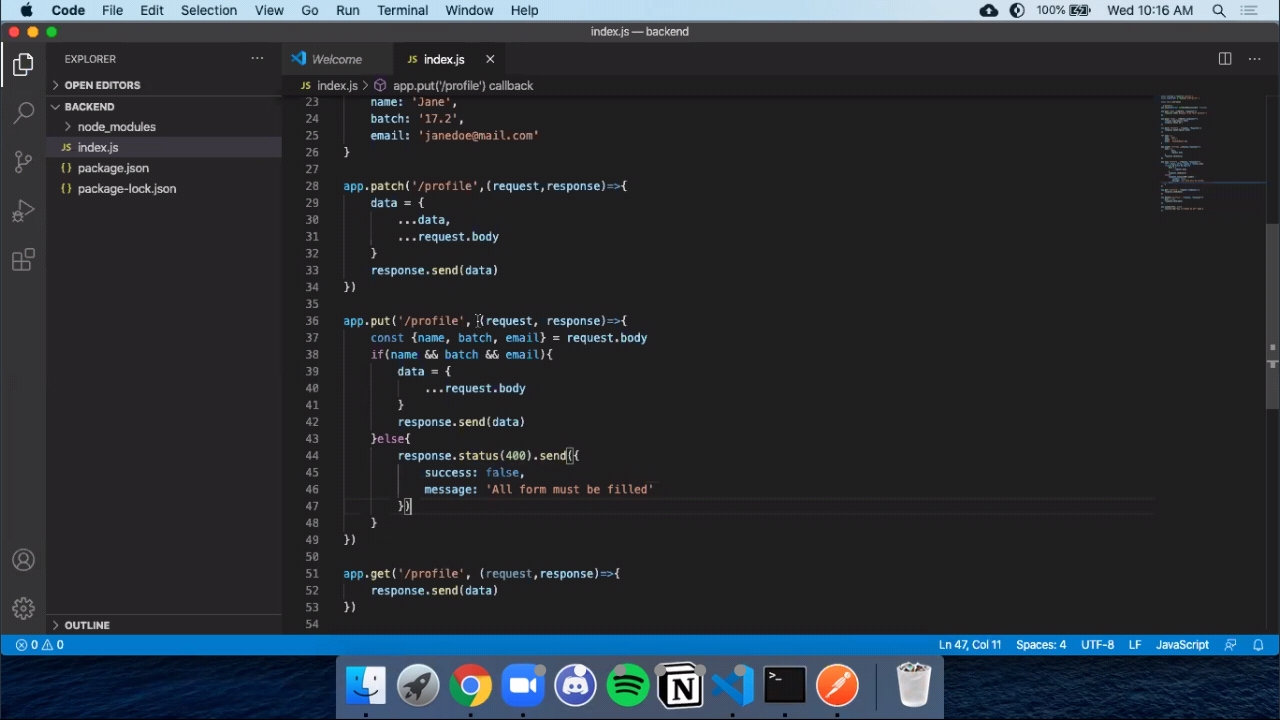 Code File Edit Selection View Go Run Terminal Window Help 100% Wed 10:16 AM
index.js — backend
EXPLORER ...
Welcome
JS index.js ×
OPEN EDITORS
JS index.js > app.put('/profile') callback
BACKEND
node_modules
JS index.js
{} package.json
{} package-lock.json
23 name: 'Jane',
24 batch: '17.2',
25 email: 'janedoe@mail.com'
26 }
27
28 app.patch('/profile',(request,response)=>{
29 data = {
30 ...data,
31 ...request.body
32 }
33 response.send(data)
34 })
35
36 app.put('/profile', (request, response)=>{
37 const {name, batch, email} = request.body
38 if(name && batch && email){
39 data = {
40 ...request.body
41 }
42 response.send(data)
43 }else{
44 response.status(400).send({
45 success: false,
46 message: 'All form must be filled'
47 })
48 }
49 })
50
51 app.get('/profile', (request,response)=>{
52 response.send(data)
53 })
54
OUTLINE
0 0 Ln 47, Col 11 Spaces: 4 UTF-8 LF JavaScript